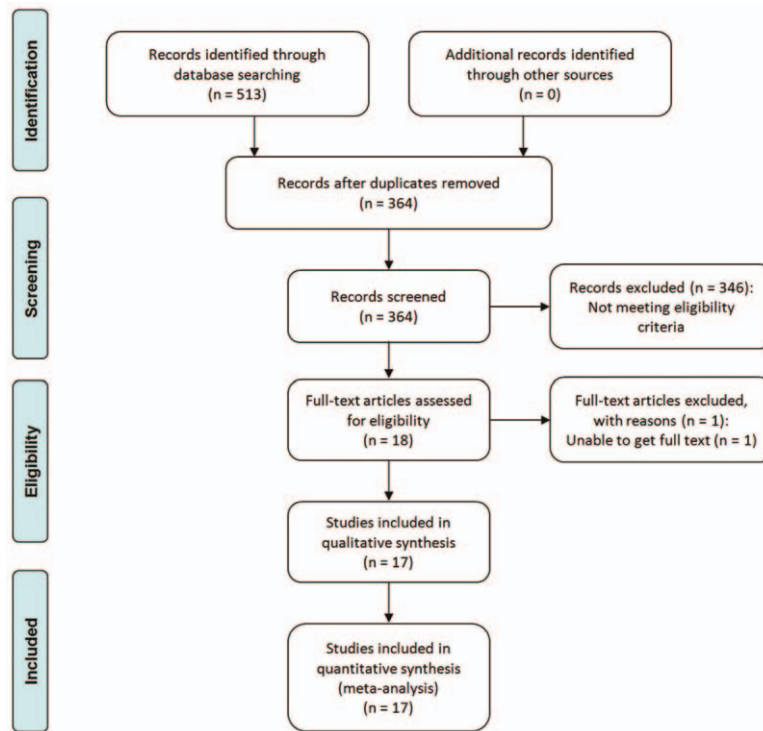 Identification
Records identified through
database searching
(n = 513)
Additional records identified
through other sources
(n = 0)
Records after duplicates removed
(n = 364)
Screening
Records screened
(n = 364)
Records excluded (n = 346):
Not meeting eligibility
criteria
Eligibility
Full-text articles assessed
for eligibility
(n = 18)
Full-text articles excluded,
with reasons (n = 1):
Unable to get full text (n = 1)
Studies included in
qualitative synthesis
(n = 17)
Included
Studies included in
quantitative synthesis
(meta-analysis)
(n = 17)